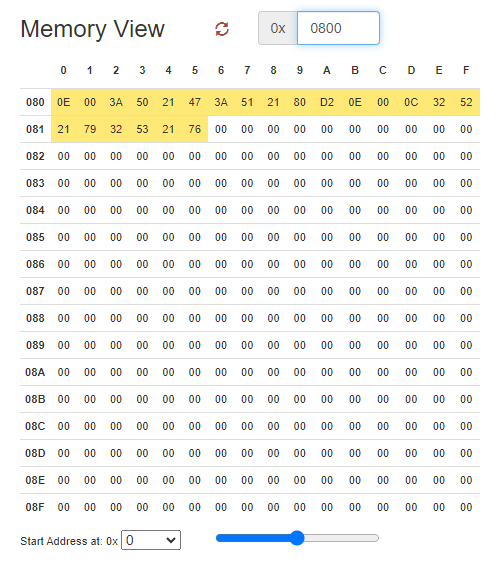 Memory View 0x 0800
0 1 2 3 4 5 6 7 8 9 A B C D E F
080 0E 00 3A 50 21 47 3A 51 21 80 D2 0E 00 0C 32 52
081 21 79 32 53 21 76 00 00 00 00 00 00 00 00 00 00
082 00 00 00 00 00 00 00 00 00 00 00 00 00 00 00 00
083 00 00 00 00 00 00 00 00 00 00 00 00 00 00 00 00
084 00 00 00 00 00 00 00 00 00 00 00 00 00 00 00 00
085 00 00 00 00 00 00 00 00 00 00 00 00 00 00 00 00
086 00 00 00 00 00 00 00 00 00 00 00 00 00 00 00 00
087 00 00 00 00 00 00 00 00 00 00 00 00 00 00 00 00
088 00 00 00 00 00 00 00 00 00 00 00 00 00 00 00 00
089 00 00 00 00 00 00 00 00 00 00 00 00 00 00 00 00
08A 00 00 00 00 00 00 00 00 00 00 00 00 00 00 00 00
08B 00 00 00 00 00 00 00 00 00 00 00 00 00 00 00 00
08C 00 00 00 00 00 00 00 00 00 00 00 00 00 00 00 00
08D 00 00 00 00 00 00 00 00 00 00 00 00 00 00 00 00
08E 00 00 00 00 00 00 00 00 00 00 00 00 00 00 00 00
08F 00 00 00 00 00 00 00 00 00 00 00 00 00 00 00 00
Start Address at: 0x 0